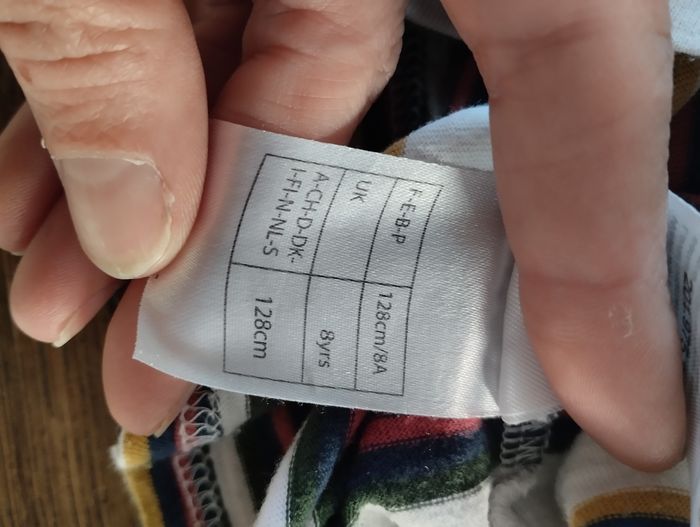 F-E-B-P 128cm/8A
UK 8yrs
A-CH-D-DK-
I-FI-N-NL-S 128cm